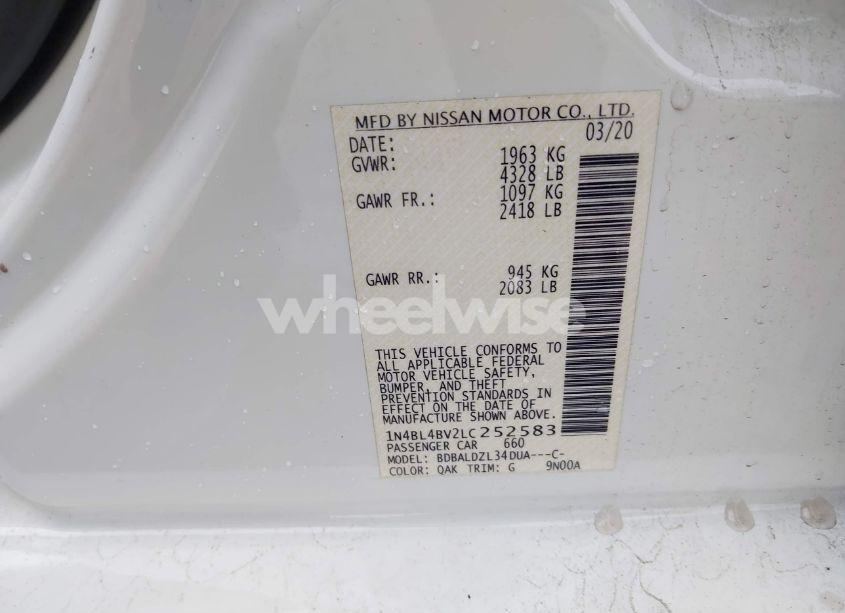 MFD BY NISSAN MOTOR CO., LTD.
DATE: 03/20
GVWR: 1963 KG
4328 LB
GAWR FR.: 1097 KG
2418 LB
GAWR RR.: 945 KG
2083 LB
wheelwise
THIS VEHICLE CONFORMS TO
ALL APPLICABLE FEDERAL
MOTOR VEHICLE SAFETY,
BUMPER, AND THEFT
PREVENTION STANDARDS IN
EFFECT ON THE DATE OF
MANUFACTURE SHOWN ABOVE.
1N4BL4BV2LC252583
PASSENGER CAR 660
MODEL: BDBALDZL34DUA---C-
COLOR: QAK TRIM: G 9N00A